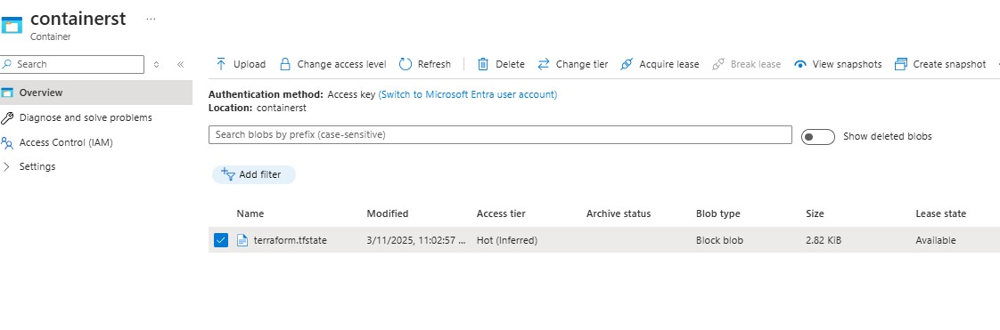 containerst ...
Container
Search
Upload Change access level Refresh Delete Change tier Acquire lease Break lease View snapshots Create snapshot
Overview
Diagnose and solve problems
Access Control (IAM)
Settings
Authentication method: Access key (Switch to Microsoft Entra user account)
Location: containerst
Search blobs by prefix (case-sensitive)
Show deleted blobs
Add filter
Name Modified Access tier Archive status Blob type Size Lease state
terraform.tfstate 3/11/2025, 11:02:57 ... Hot (Inferred) Block blob 2.82 KiB Available